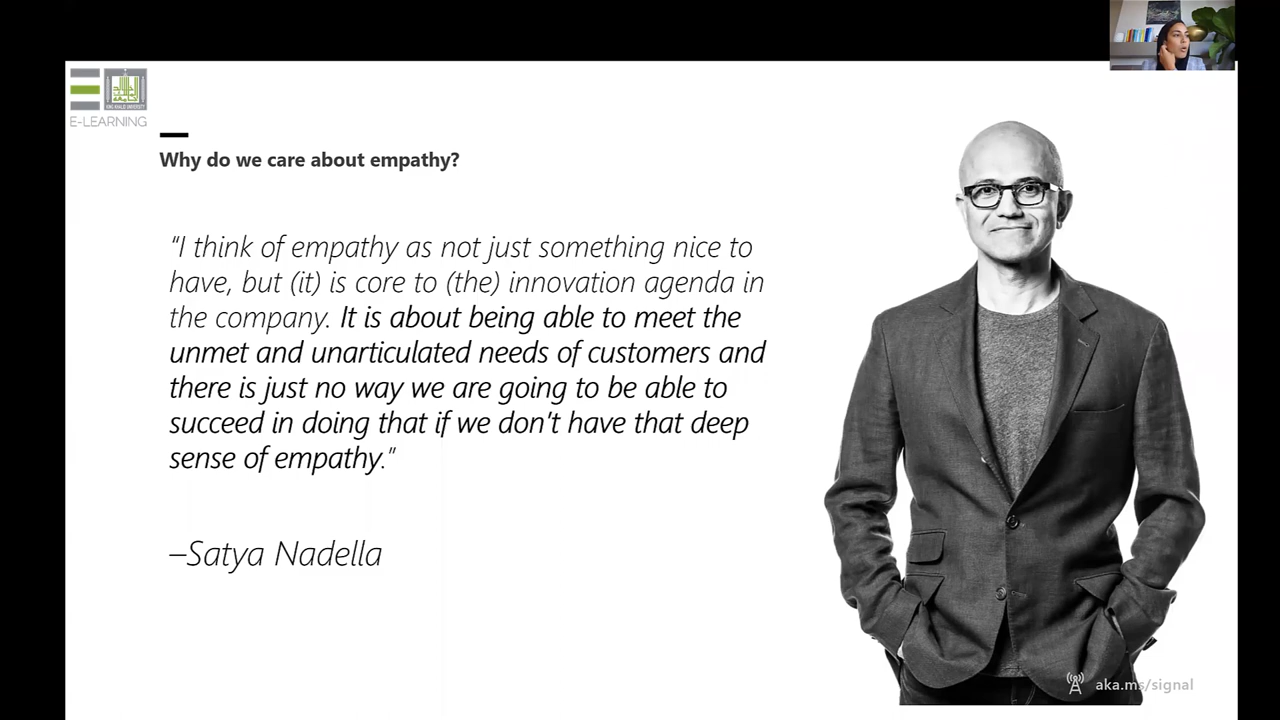 E-LEARNING
KING KHALID UNIVERSITY
Why do we care about empathy?
“I think of empathy as not just something nice to
have, but (it) is core to (the) innovation agenda in
the company. It is about being able to meet the
unmet and unarticulated needs of customers and
there is just no way we are going to be able to
succeed in doing that if we don’t have that deep
sense of empathy.”
–Satya Nadella
aka.ms/signal